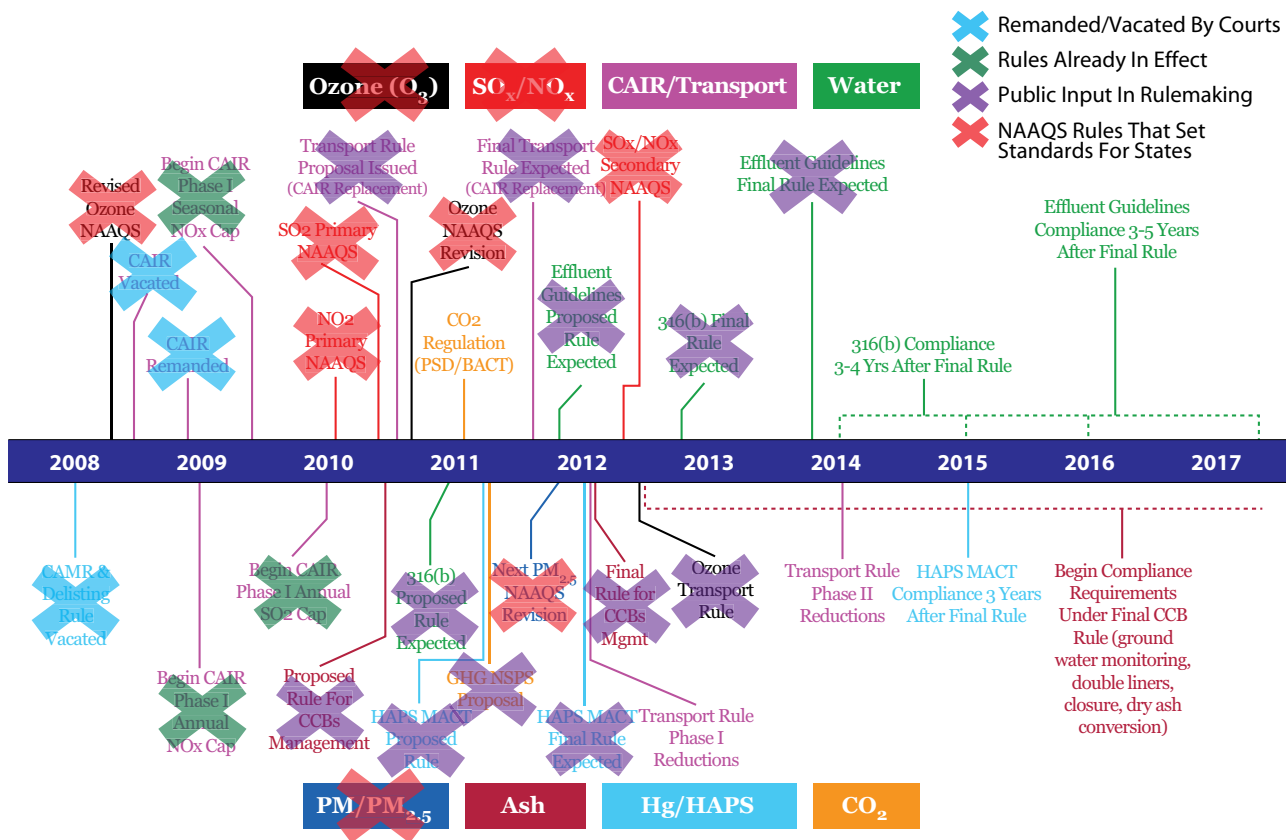 Remanded/Vacated By Courts
Rules Already In Effect
Public Input In Rulemaking
NAAQS Rules That Set
Standards For States
Ozone (O3)
SOx/NOx
CAIR/Transport
Water
Revised
Ozone
NAAQS
Begin CAIR
Phase I
Seasonal
NOx Cap
CAIR
Vacated
CAIR
Remanded
Transport Rule
Proposal Issued
(CAIR Replacement)
SO2 Primary
NAAQS
NO2
Primary
NAAQS
Ozone
NAAQS
Revision
CO2
Regulation
(PSD/BACT)
Final Transport
Rule Expected
(CAIR Replacement)
Effluent
Guidelines
Proposed
Rule
Expected
SOx/NOx
Secondary
NAAQS
316(b) Final
Rule
Expected
Effluent Guidelines
Final Rule Expected
316(b) Compliance
3-4 Yrs After Final Rule
Effluent Guidelines
Compliance 3-5 Years
After Final Rule
2008
2009
2010
2011
2012
2013
2014
2015
2016
2017
CAMR &
Delisting
Rule
Vacated
Begin CAIR
Phase I
Annual
NOx Cap
Begin CAIR
Phase I Annual
SO2 Cap
Proposed
Rule For
CCBs
Management
316(b)
Proposed
Rule
Expected
HAPS MACT
Proposed
Rule
GHG NSPS
Proposal
Next PM2.5
NAAQS
Revision
HAPS MACT
Final Rule
Expected
Final
Rule for
CCBs
Mgmt
Transport Rule
Phase I
Reductions
Ozone
Transport
Rule
Transport Rule
Phase II
Reductions
HAPS MACT
Compliance 3 Years
After Final Rule
Begin Compliance
Requirements
Under Final CCB
Rule (ground
water monitoring,
double liners,
closure, dry ash
conversion)
PM/PM2.5
Ash
Hg/HAPS
CO2